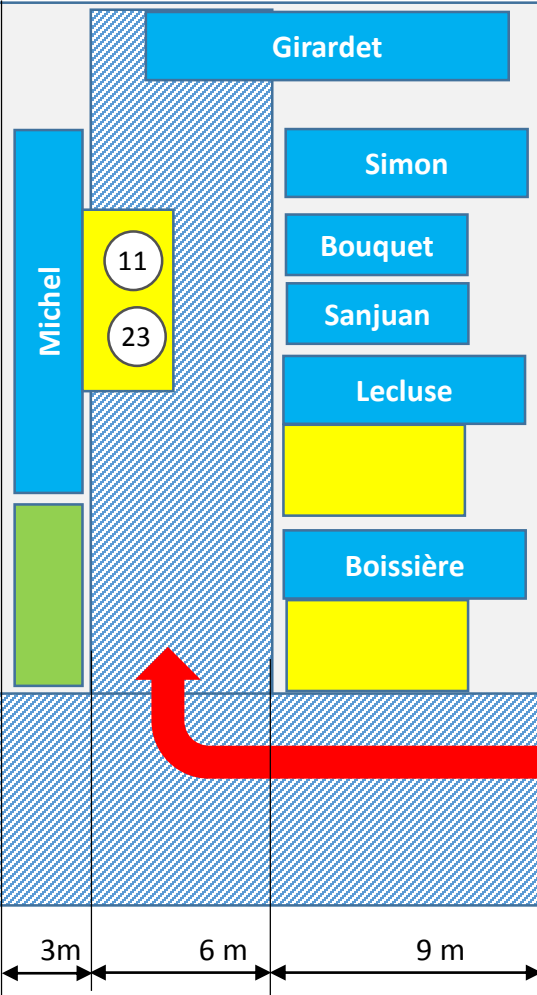 Girardet
Simon
11
Bouquet
Michel
23
Sanjuan
Lecluse
Boissière
3m
6 m
9 m